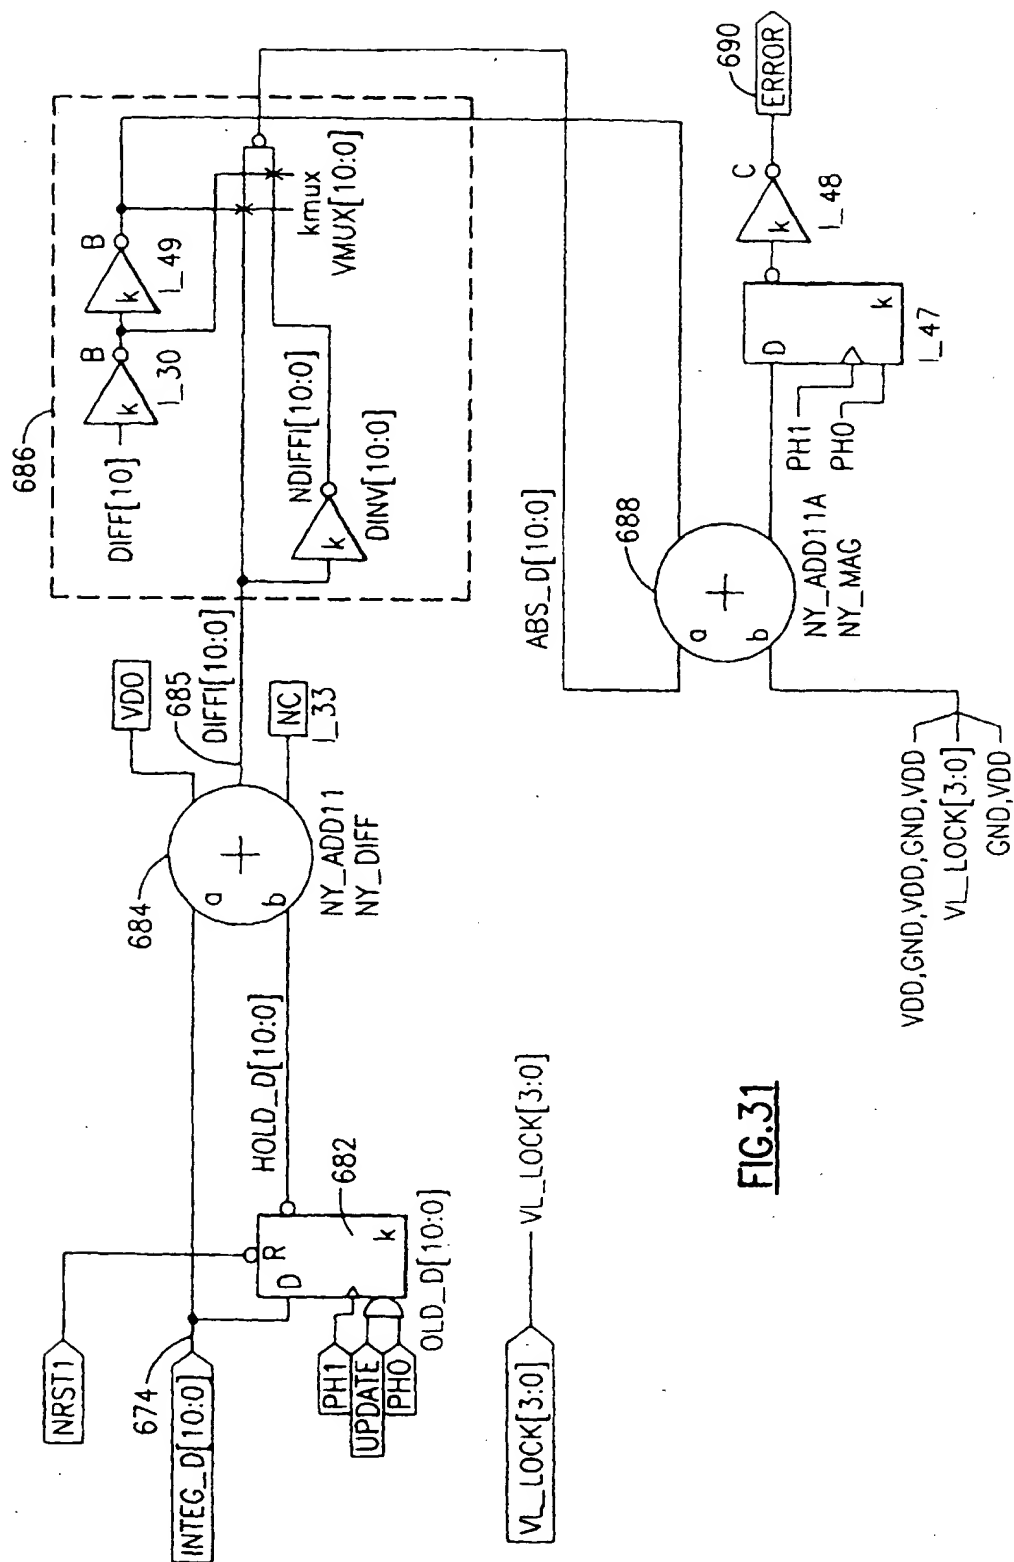 NRST1
674
INTEG_D[10:0]
D
R
k
PH1
UPDATE
PH0
OLD_D[10:0]
682
HOLD_D[10:0]
684
a
b
NY_ADD11
NY_DIFF
VDD
NC
I_33
685
DIFFI[10:0]
686
DIFF[10]
k
B
I_30
k
B
I_49
k
NDIFFI[10:0]
DINV[10:0]
kmux
VMUX[10:0]
VL_LOCK[3:0]
VL_LOCK[3:0]
ABS_D[10:0]
688
a
b
NY_ADD11A
NY_MAG
VDD,GND,VDD,GND,VDD
VL_LOCK[3:0]
GND,VDD
PH1
PH0
D
k
I_47
k
C
I_48
690
ERROR
FIG.31